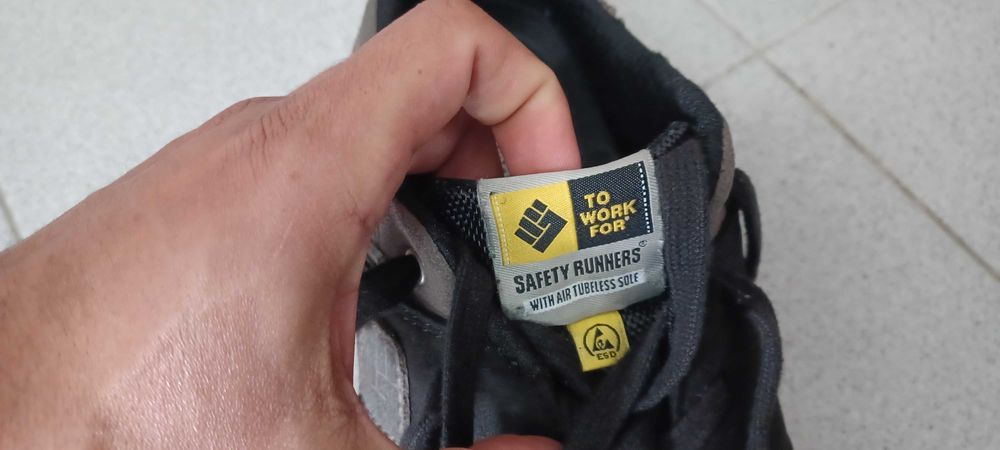 TO
WORK
FOR®
SAFETY RUNNERS®
WITH AIR TUBELESS SOLE
ESD